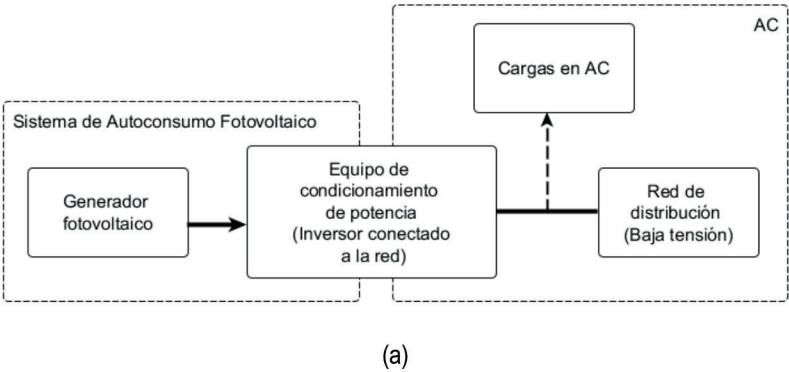 AC
Cargas en AC
Sistema de Autoconsumo Fotovoltaico
Generador
fotovoltaico
Equipo de
condicionamiento
de potencia
(Inversor conectado
a la red)
Red de
distribución
(Baja tensión)
(a)